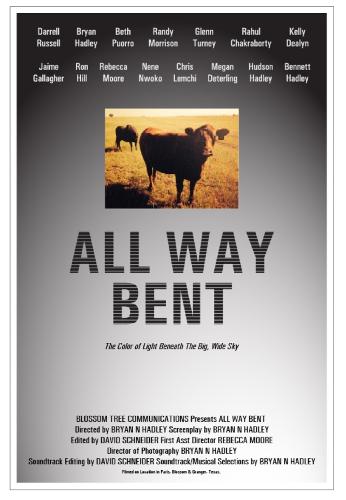 Darrell Bryan Beth Randy Glenn Rahul Kelly
Russell Hadley Puorro Morrison Turney Chakraborty Dealyn
Jaime Ron Rebecca Nene Chris Megan Hudson Bennett
Gallagher Hill Moore Nwoko Lemchi Deterling Hadley Hadley
ALL WAY
BENT
The Color of Light Beneath The Big, Wide Sky
BLOSSOM TREE COMMUNICATIONS Presents ALL WAY BENT
Directed by BRYAN N HADLEY Screenplay by BRYAN N HADLEY
Edited by DAVID SCHNEIDER First Asst Director REBECCA MOORE
Director of Photography BRYAN N HADLEY
Soundtrack Editing by DAVID SCHNEIDER Soundtrack/Musical Selections by BRYAN N HADLEY
Filmed on Location in Paris, Blossom & Granger, Texas.